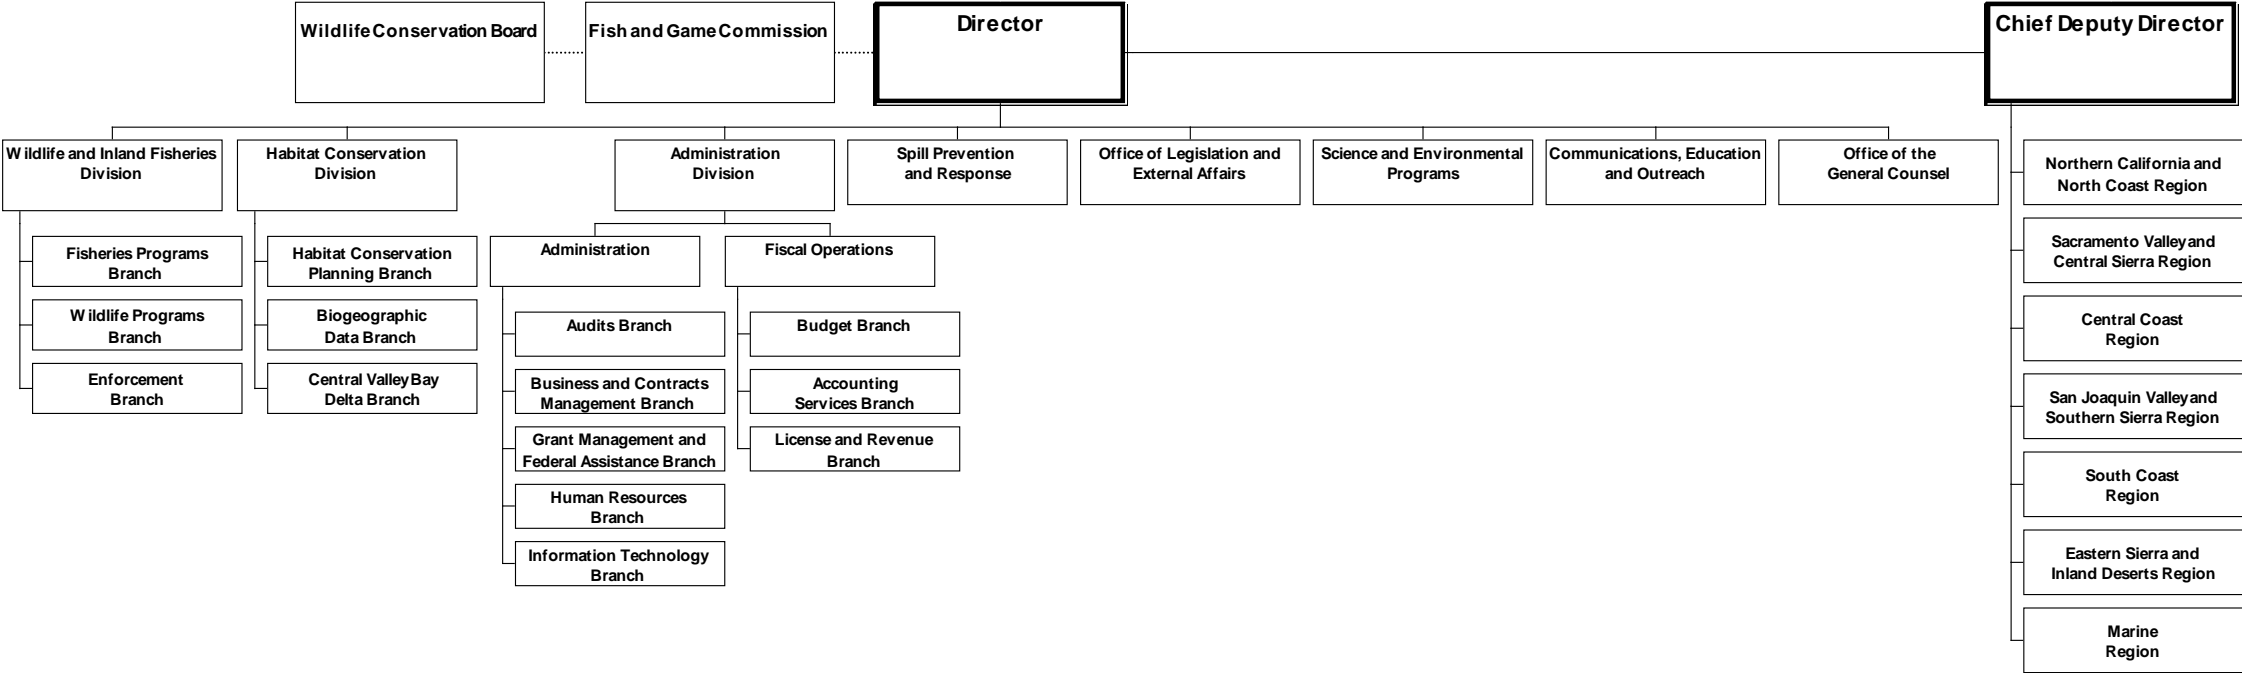 Wildlife Conservation Board
Fish and Game Commission
Director
Chief Deputy Director
Wildlife and Inland Fisheries
Division
Habitat Conservation
Division
Administration
Division
Spill Prevention
and Response
Office of Legislation and
External Affairs
Science and Environmental
Programs
Communications, Education
and Outreach
Office of the
General Counsel
Fisheries Programs
Branch
Wildlife Programs
Branch
Enforcement
Branch
Habitat Conservation
Planning Branch
Biogeographic
Data Branch
Central Valley Bay
Delta Branch
Administration
Audits Branch
Business and Contracts
Management Branch
Grant Management and
Federal Assistance Branch
Human Resources
Branch
Information Technology
Branch
Fiscal Operations
Budget Branch
Accounting
Services Branch
License and Revenue
Branch
Northern California and
North Coast Region
Sacramento Valley and
Central Sierra Region
Central Coast
Region
San Joaquin Valley and
Southern Sierra Region
South Coast
Region
Eastern Sierra and
Inland Deserts Region
Marine
Region